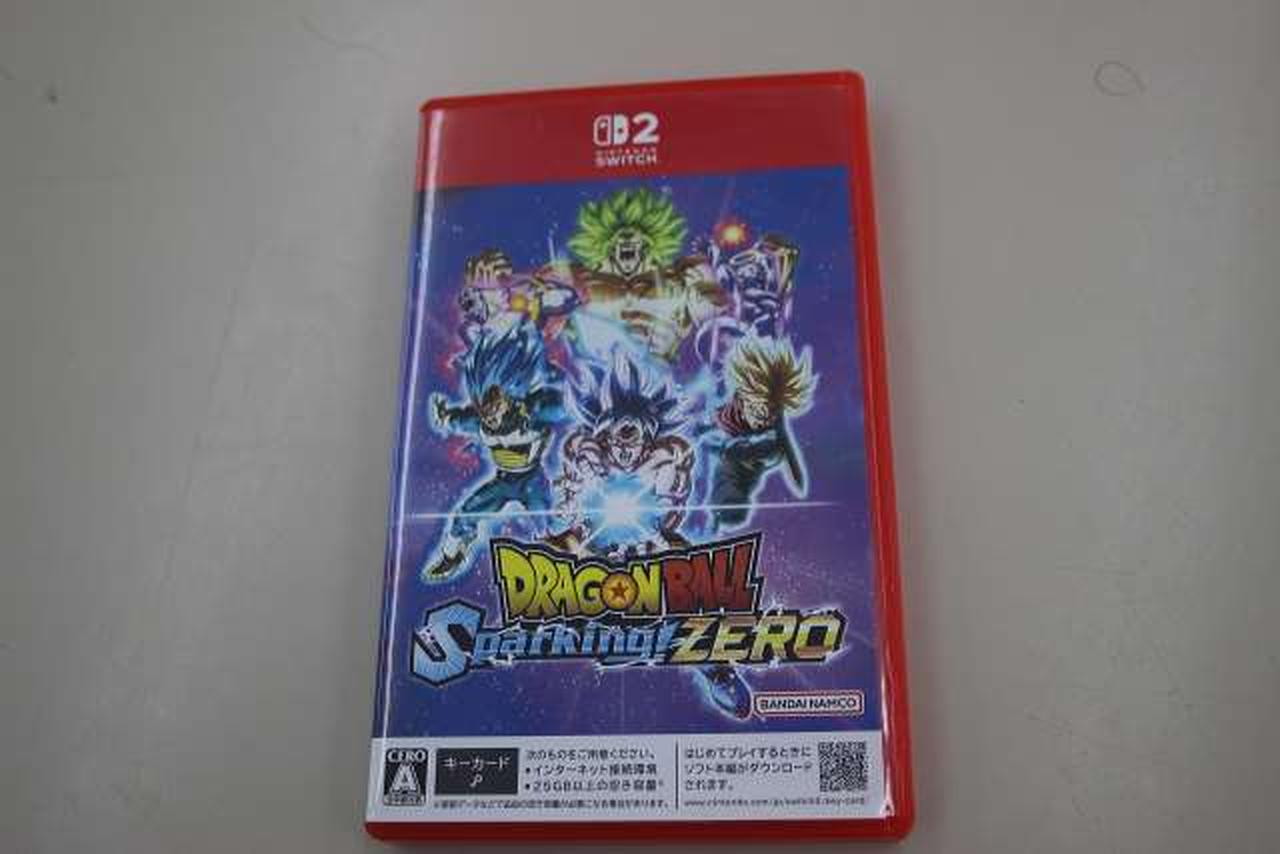 2
NINTENDO
SWITCH
DRAGON BALL
Sparking! ZERO
BANDAI NAMCO
CERO
A
キーカード
次のものをご用意ください。
•インターネット接続環境
•25GB以上の空き容量※
はじめてプレイするときに
ソフト本編がダウンロード
されます。